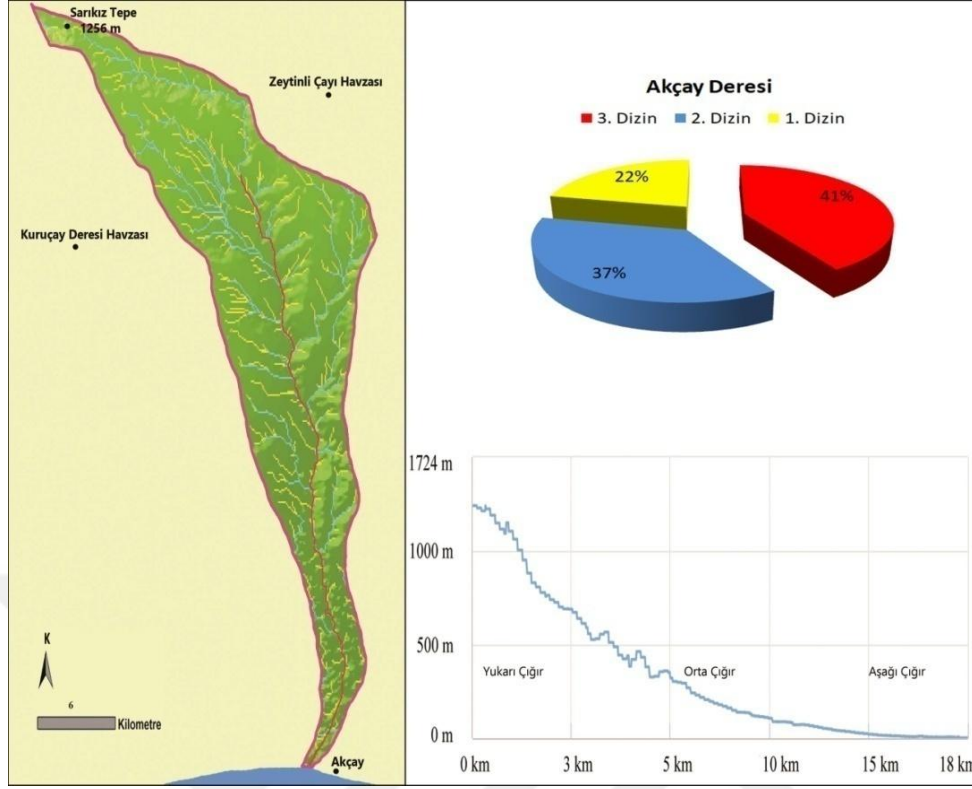 Sarıkız Tepe
1256 m
Zeytinli Çayı Havzası
Kuruçay Deresi Havzası
K
6
Kilometre
Akçay
Akçay Deresi
3. Dizin 2. Dizin 1. Dizin
22%
41%
37%
1724 m
1000 m
500 m
Yukarı Çığır Orta Çığır Aşağı Çığır
0 m
0 km 3 km 5 km 10 km 15 km 18 km